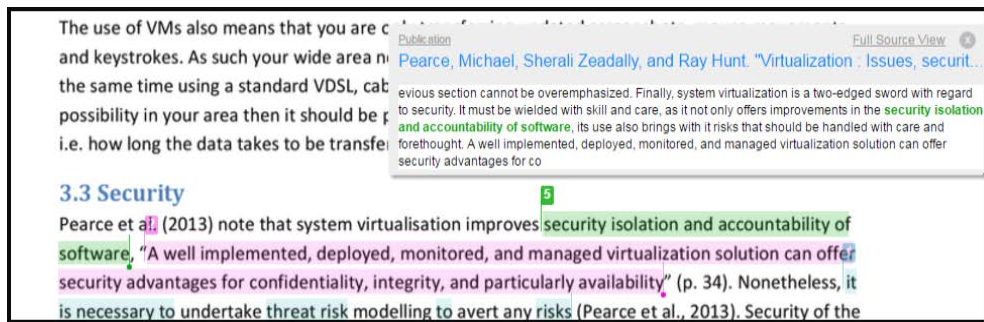 The use of VMs also means that you are
and keystrokes. As such your wide area
the same time using a standard VDSL,
possibility in your area then it should be
i.e. how long the data takes to be
Publication
Full Source View
Pearce, Michael, Sherali Zeadally, and Ray Hunt. "Virtualization : Issues, securit...
evious section cannot be overemphasized. Finally, system virtualization is a two-edged sword with regard
to security. It must be wielded with skill and care, as it not only offers improvements in the security isolation
and accountability of software, its use also brings with it risks that should be handled with care and
forethought. A well implemented, deployed, monitored, and managed virtualization solution can offer
security advantages for co
3.3 Security
5
Pearce et al. (2013) note that system virtualisation improves security isolation and accountability of
software, “A well implemented, deployed, monitored, and managed virtualization solution can offer
security advantages for confidentiality, integrity, and particularly availability” (p. 34). Nonetheless, it
is necessary to undertake threat risk modelling to avert any risks (Pearce et al., 2013). Security of the